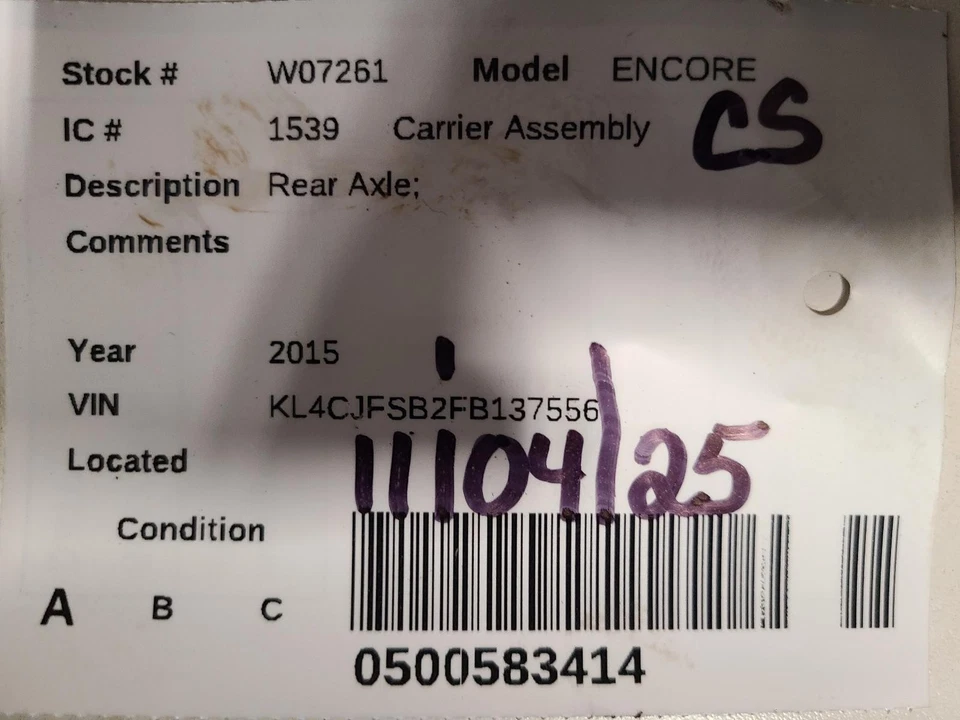 Stock # W07261 Model ENCORE
CS
IC # 1539 Carrier Assembly
Description Rear Axle;
Comments
Year 2015
VIN KL4CJFSB2FB137556
Located
11/04/25
Condition
A B C
0500583414